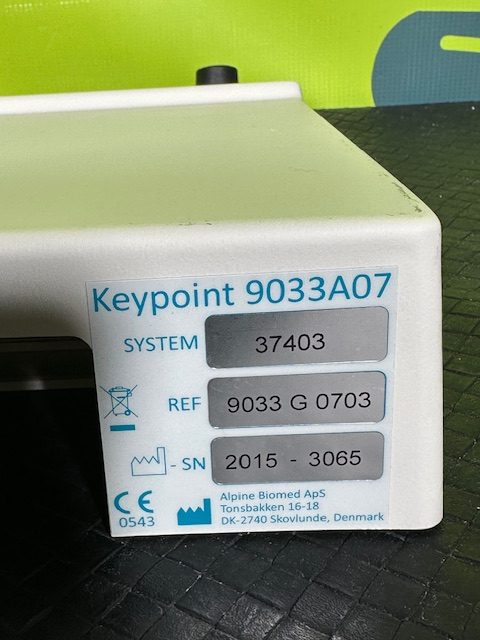 Keypoint 9033A07
SYSTEM 37403
REF 9033 G 0703
- SN 2015 - 3065
CE
0543
Alpine Biomed ApS
Tonsbakken 16-18
DK-2740 Skovlunde, Denmark